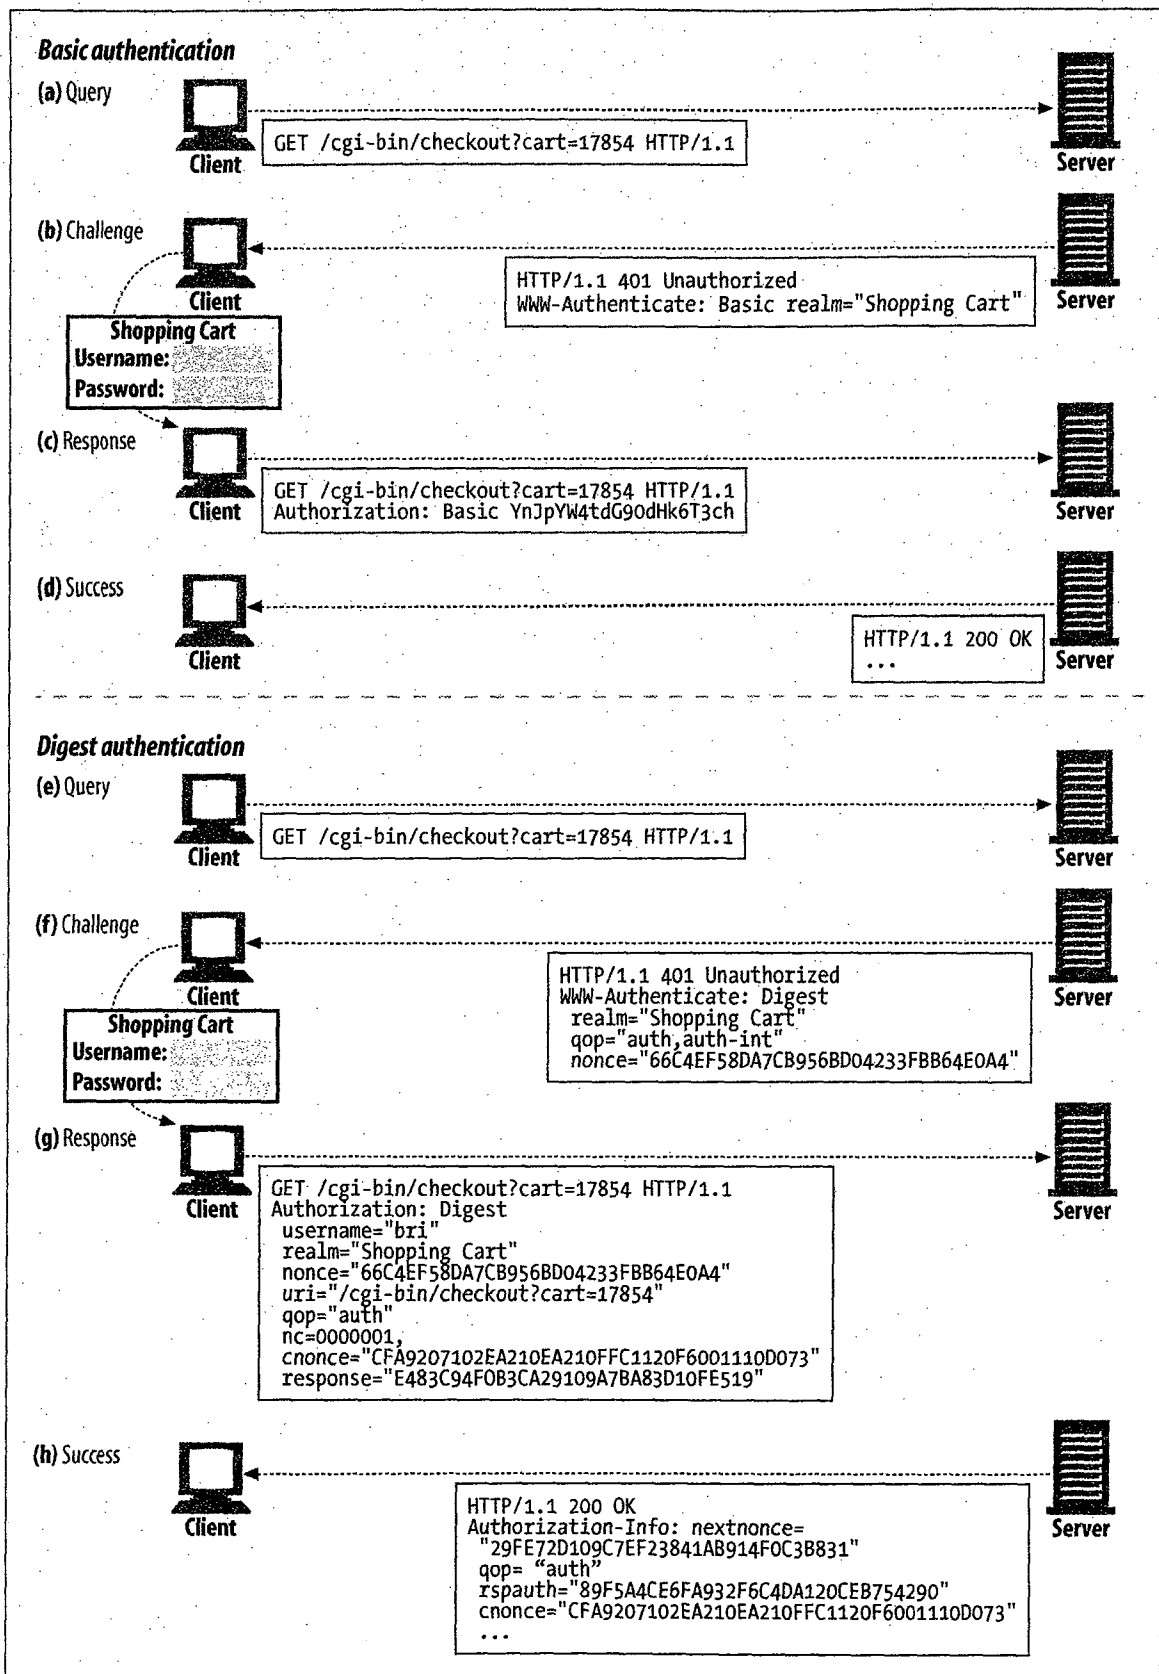 Basic authentication
(a) Query
GET /cgi-bin/checkout?cart=17854 HTTP/1.1
Client
Server
(b) Challenge
HTTP/1.1 401 Unauthorized
WWW-Authenticate: Basic realm="Shopping Cart"
Client
Server
Shopping Cart
Username:
Password:
(c) Response
GET /cgi-bin/checkout?cart=17854 HTTP/1.1
Authorization: Basic YnJpYW4tdG90dHk6T3ch
Client
Server
(d) Success
HTTP/1.1 200 OK
...
Client
Server
Digest authentication
(e) Query
GET /cgi-bin/checkout?cart=17854 HTTP/1.1
Client
Server
(f) Challenge
HTTP/1.1 401 Unauthorized
WWW-Authenticate: Digest
realm="Shopping Cart"
qop="auth,auth-int"
nonce="66C4EF58DA7CB956BD04233FBB64E0A4"
Client
Server
Shopping Cart
Username:
Password:
(g) Response
GET /cgi-bin/checkout?cart=17854 HTTP/1.1
Authorization: Digest
username="bri"
realm="Shopping Cart"
nonce="66C4EF58DA7CB956BD04233FBB64E0A4"
uri="/cgi-bin/checkout?cart=17854"
qop="auth"
nc=0000001,
cnonce="CFA9207102EA210EA210FFC1120F6001110D073"
response="E483C94F0B3CA29109A7BA83D10FE519"
Client
Server
(h) Success
HTTP/1.1 200 OK
Authorization-Info: nextnonce=
"29FE72D109C7EF23841AB914F0C3B831"
qop= “auth”
rspauth="89F5A4CE6FA932F6C4DA120CEB754290"
cnonce="CFA9207102EA210EA210FFC1120F6001110D073"
...
Client
Server